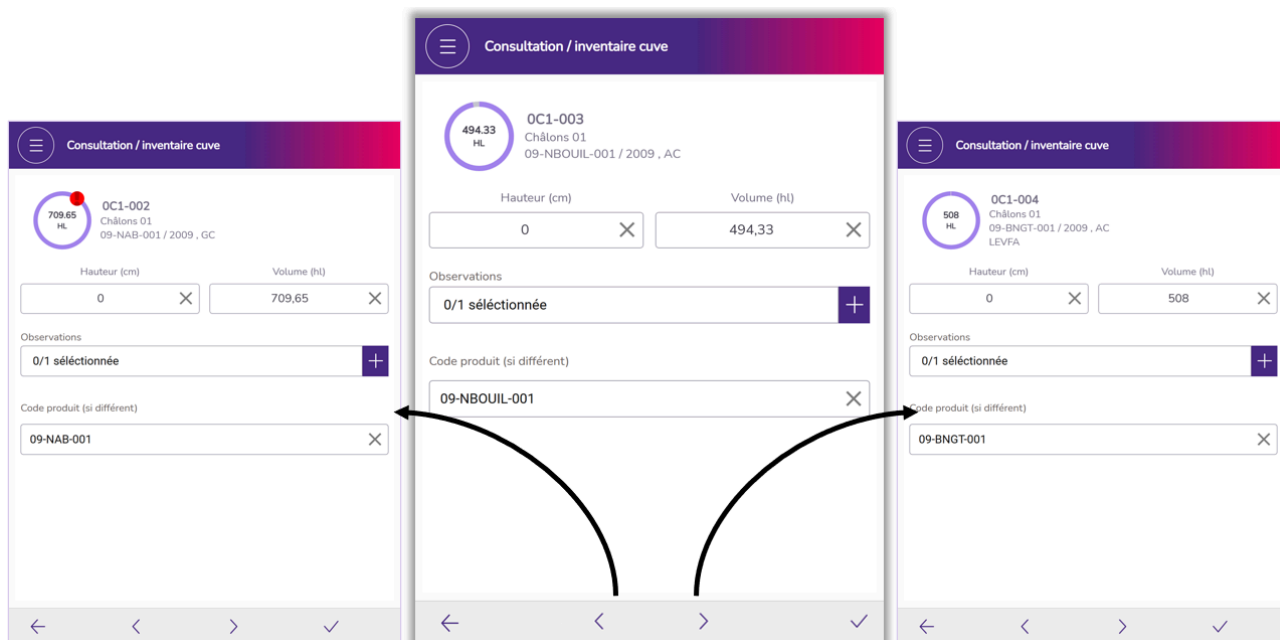 Consultation / inventaire cuve
709.65
HL
0C1-002
Châlons 01
09-NAB-001 / 2009 , GC
Hauteur (cm) Volume (hl)
0 709,65
Observations
0/1 séléctionnée
Code produit (si différent)
09-NAB-001
Consultation / inventaire cuve
494.33
HL
0C1-003
Châlons 01
09-NBOUIL-001 / 2009 , AC
Hauteur (cm) Volume (hl)
0 494,33
Observations
0/1 séléctionnée
Code produit (si différent)
09-NBOUIL-001
Consultation / inventaire cuve
508
HL
0C1-004
Châlons 01
09-BNGT-001 / 2009 , AC
LEVFA
Hauteur (cm) Volume (hl)
0 508
Observations
0/1 séléctionnée
Code produit (si différent)
09-BNGT-001